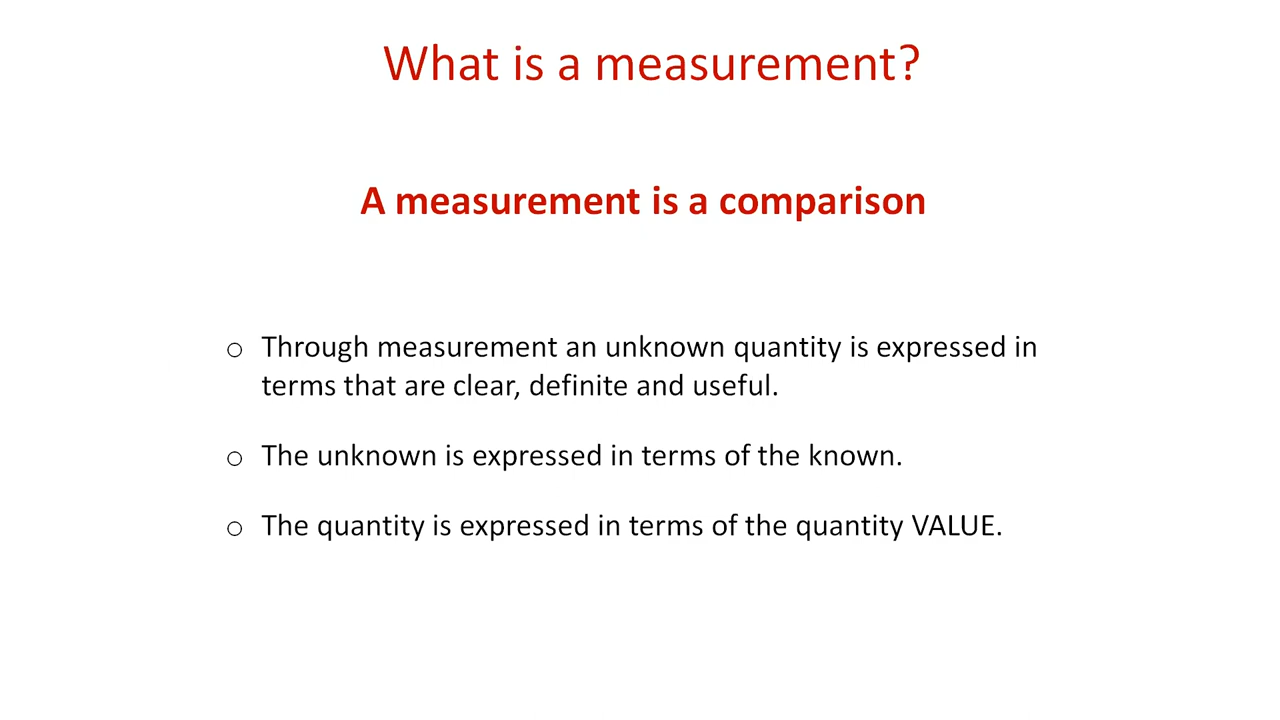 What is a measurement?
A measurement is a comparison
o Through measurement an unknown quantity is expressed in
terms that are clear, definite and useful.
o The unknown is expressed in terms of the known.
o The quantity is expressed in terms of the quantity VALUE.